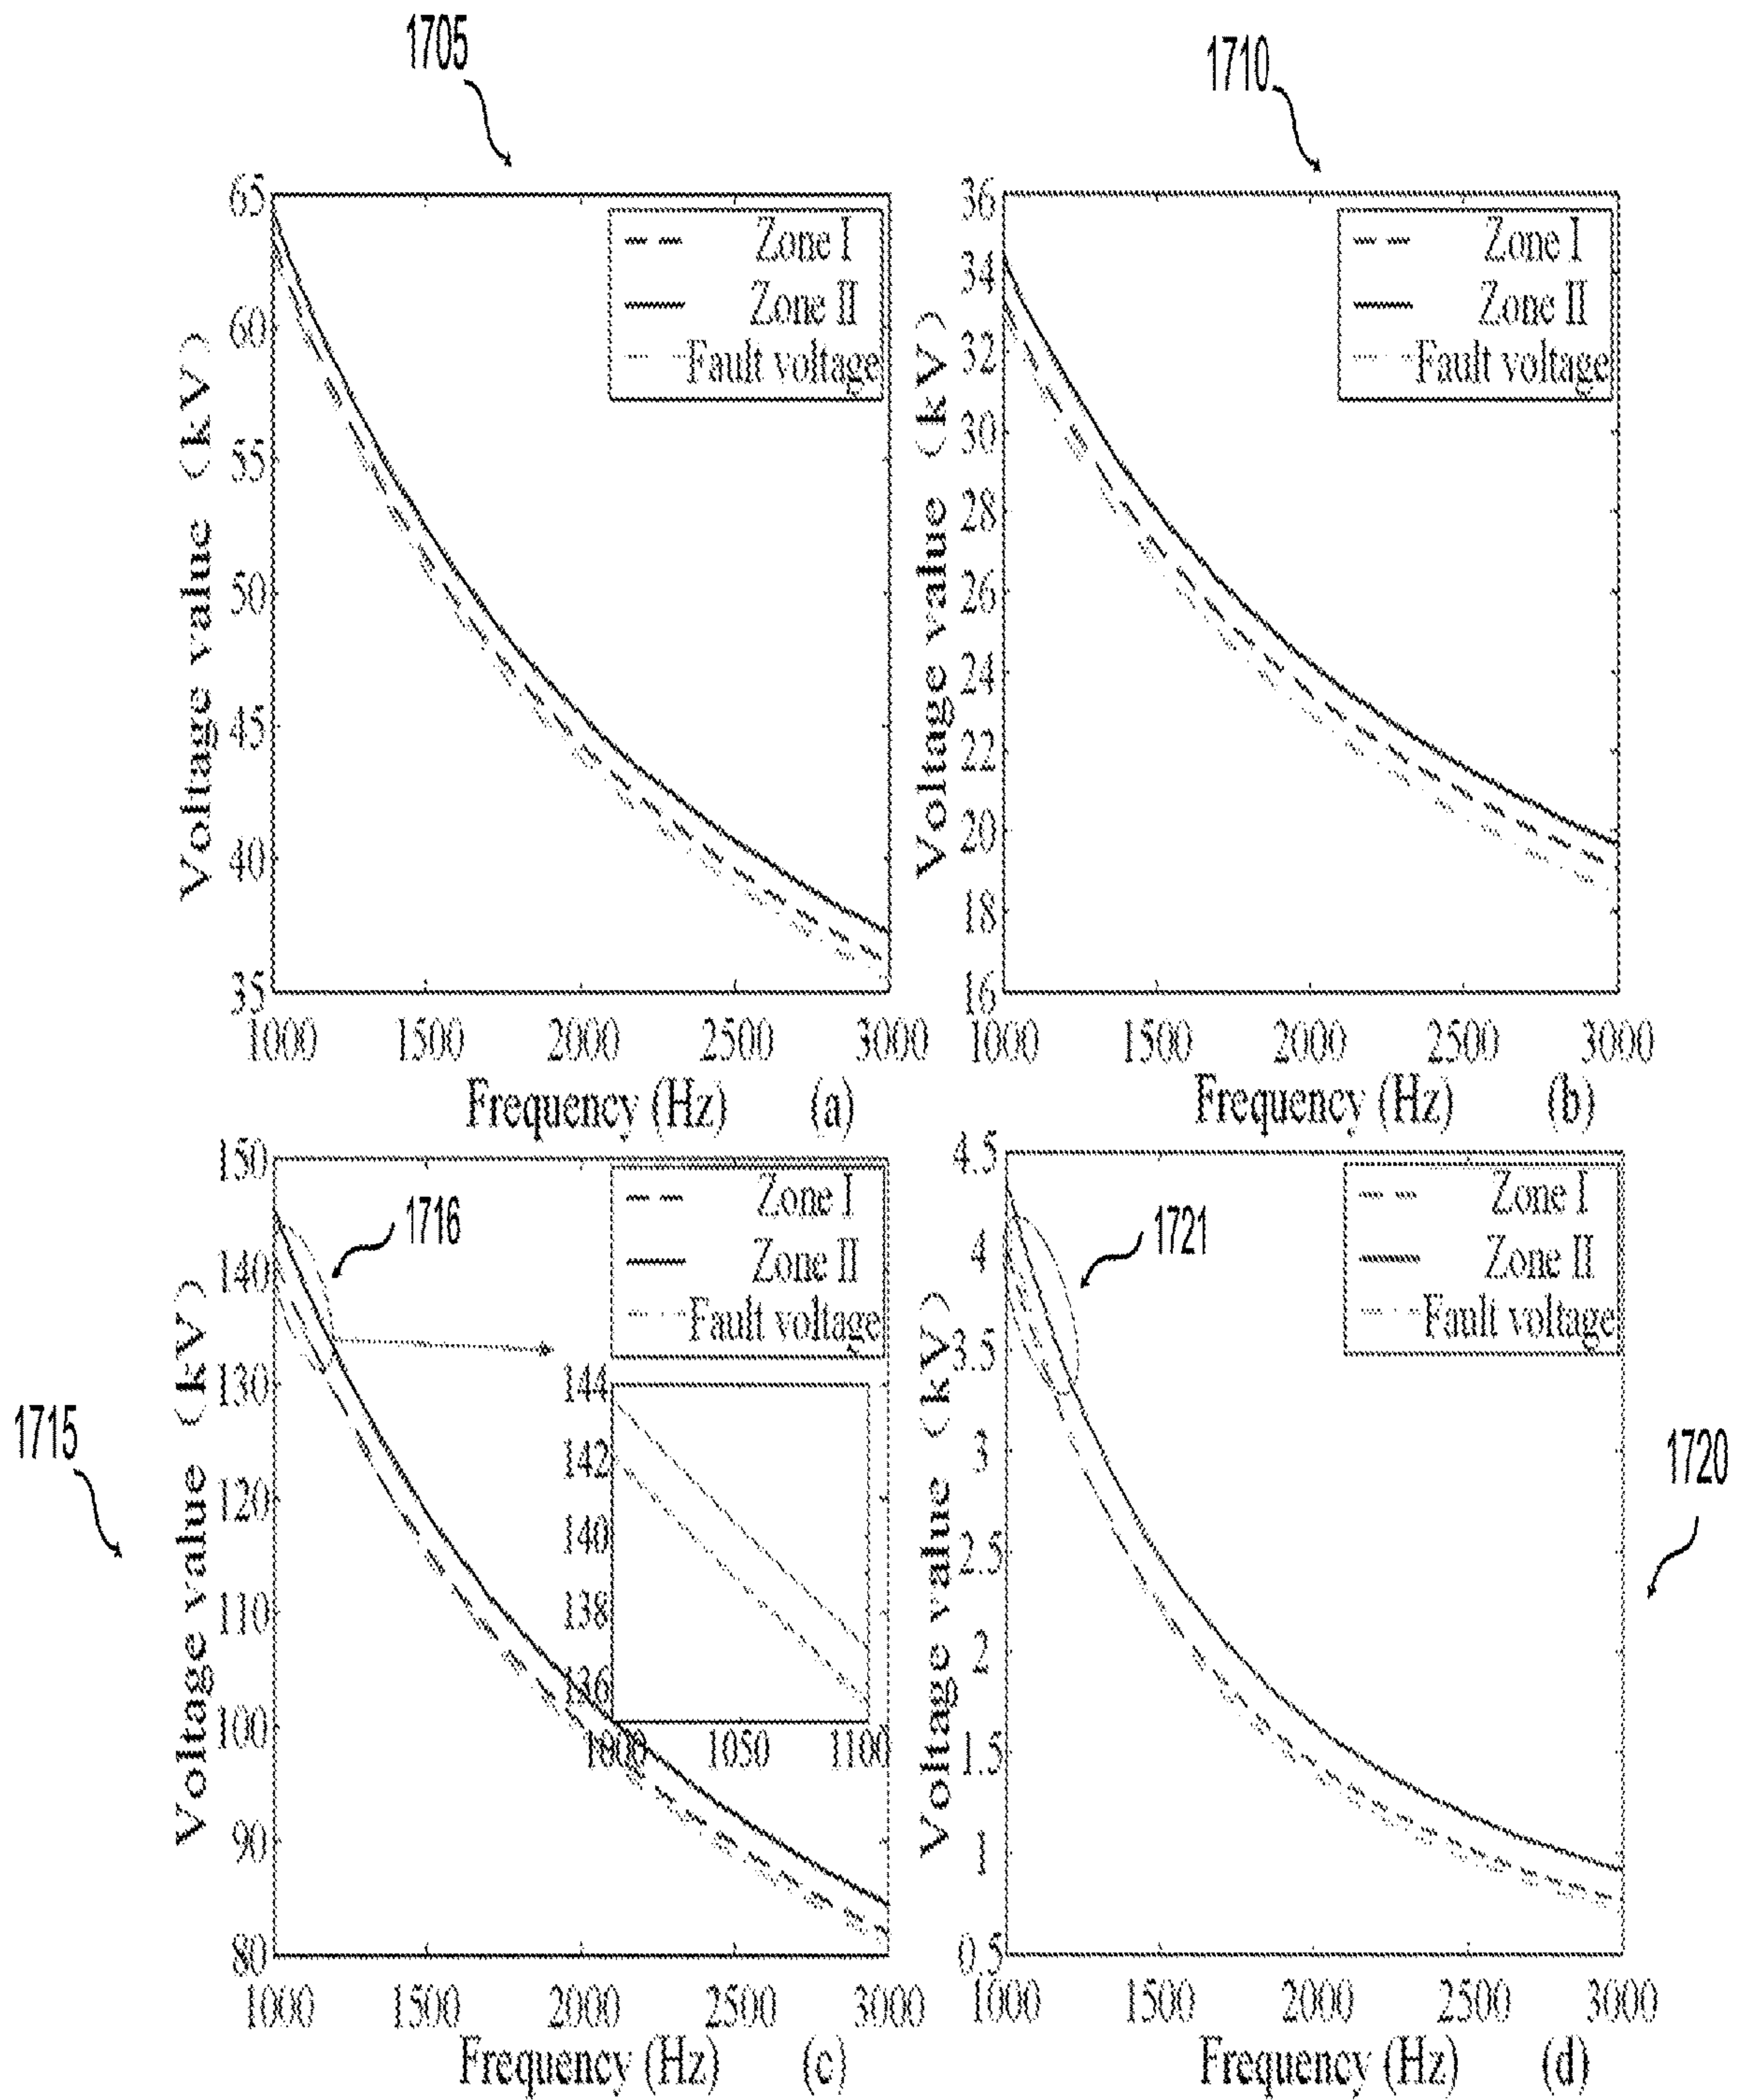 1705
1710
65
60
55
50
45
40
35
Voltage value (kV)
Zone I
Zone II
Fault voltage
1000 1500 2000 2500 3000
Frequency (Hz) (a)
36
34
32
30
28
26
24
22
20
18
16
Voltage value (kV)
Zone I
Zone II
Fault voltage
1000 1500 2000 2500 3000
Frequency (Hz) (b)
1715
150
140
130
120
110
100
90
80
Voltage value (kV)
1716
Zone I
Zone II
Fault voltage
144
142
140
138
136
1000 1050 1100
1000 1500 2000 2500 3000
Frequency (Hz) (c)
4.5
4
3.5
3
2.5
2
1.5
1
0.5
Voltage value (kV)
1721
Zone I
Zone II
Fault voltage
1720
1000 1500 2000 2500 3000
Frequency (Hz) (d)